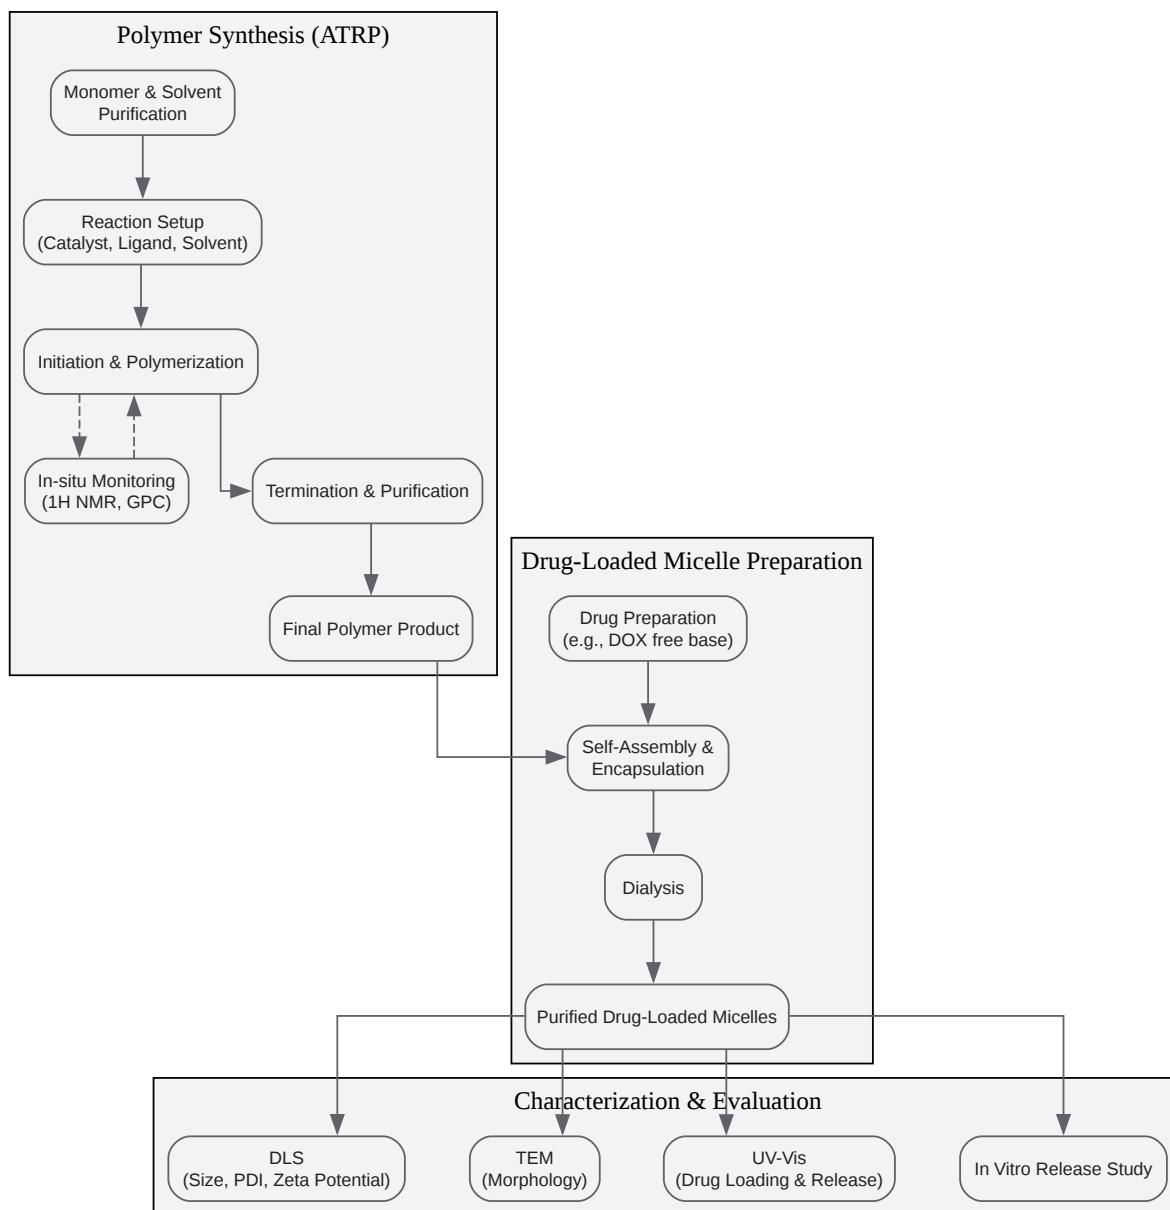 Polymer Synthesis (ATRP)
Monomer & Solvent
Purification
Reaction Setup
(Catalyst, Ligand, Solvent)
Initiation & Polymerization
In-situ Monitoring
(1H NMR, GPC)
Termination & Purification
Final Polymer Product
Drug-Loaded Micelle Preparation
Drug Preparation
(e.g., DOX free base)
Self-Assembly &
Encapsulation
Dialysis
Purified Drug-Loaded Micelles
Characterization & Evaluation
DLS
(Size, PDI, Zeta Potential)
TEM
(Morphology)
UV-Vis
(Drug Loading & Release)
In Vitro Release Study